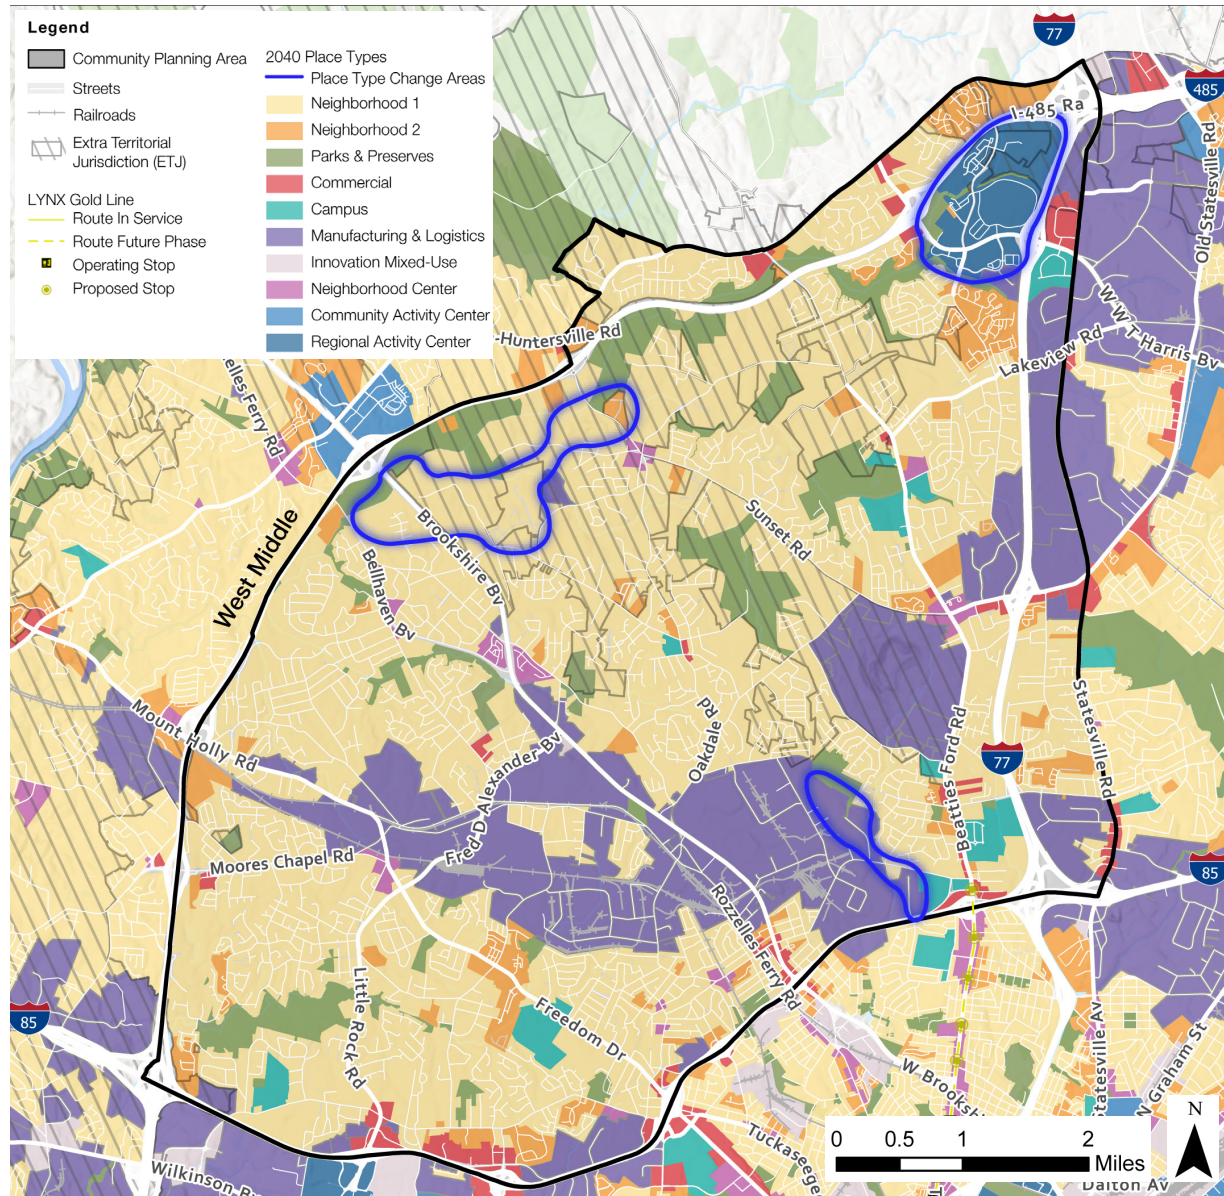 Legend
Community Planning Area
Streets
Railroads
Extra Territorial
Jurisdiction (ETJ)
LYNX Gold Line
Route In Service
Route Future Phase
Operating Stop
Proposed Stop
2040 Place Types
Place Type Change Areas
Neighborhood 1
Neighborhood 2
Parks & Preserves
Commercial
Campus
Manufacturing & Logistics
Innovation Mixed-Use
Neighborhood Center
Community Activity Center
Regional Activity Center
77
485
I-485 Ra
Old Statesville Rd
W W T Harris Bv
Lakeview Rd
-Huntersville Rd
elles Ferry Rd
West Middle
Brookshire Bv
Bellhaven Bv
Sunset Rd
Mount Holly Rd
Oakdale Rd
Beatties Ford Rd
Statesville Rd
77
Fred D Alexander Bv
Moores Chapel Rd
85
Rozzelles Ferry Rd
Little Rock Rd
Freedom Dr
85
W Brooksh
Statesville Av
N Graham St
Tuckaseege
Wilkinson B
Dalton Av
N
0 0.5 1 2
Miles